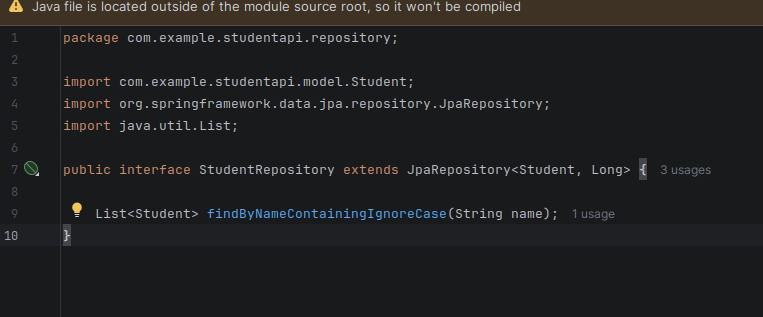 Java file is located outside of the module source root, so it won't be compiled
1 package com.example.studentapi.repository;
2
3 import com.example.studentapi.model.Student;
4 import org.springframework.data.jpa.repository.JpaRepository;
5 import java.util.List;
6
7 public interface StudentRepository extends JpaRepository<Student, Long> { 3 usages
8
9 List<Student> findByNameContainingIgnoreCase(String name); 1 usage
10 }